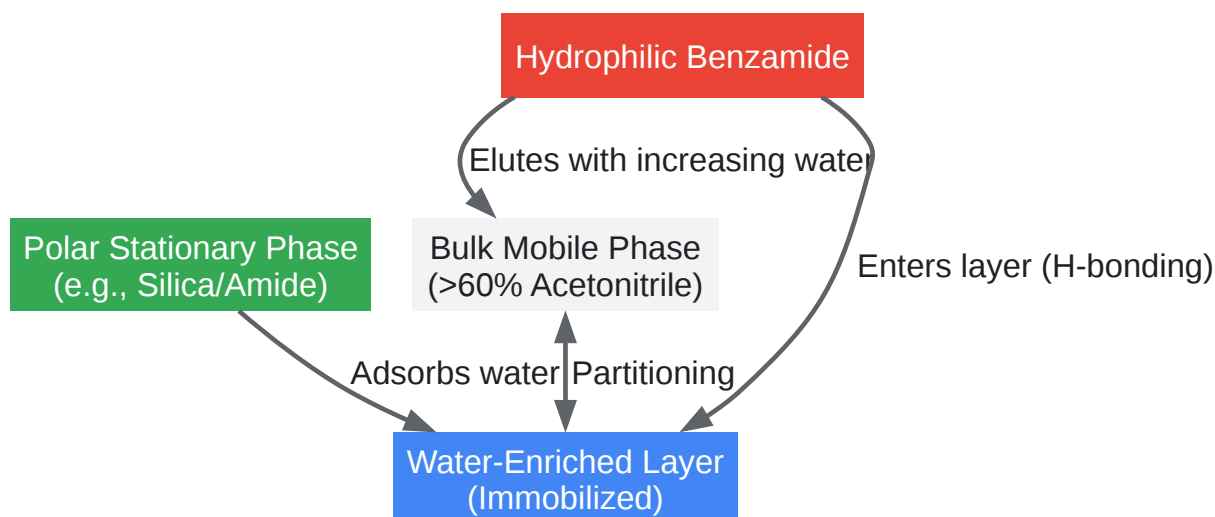 Hydrophilic Benzamide
Elutes with increasing water
Polar Stationary Phase
(e.g., Silica/Amide)
Bulk Mobile Phase
(>60% Acetonitrile)
Enters layer (H-bonding)
Adsorbs water
Partitioning
Water-Enriched Layer
(Immobilized)